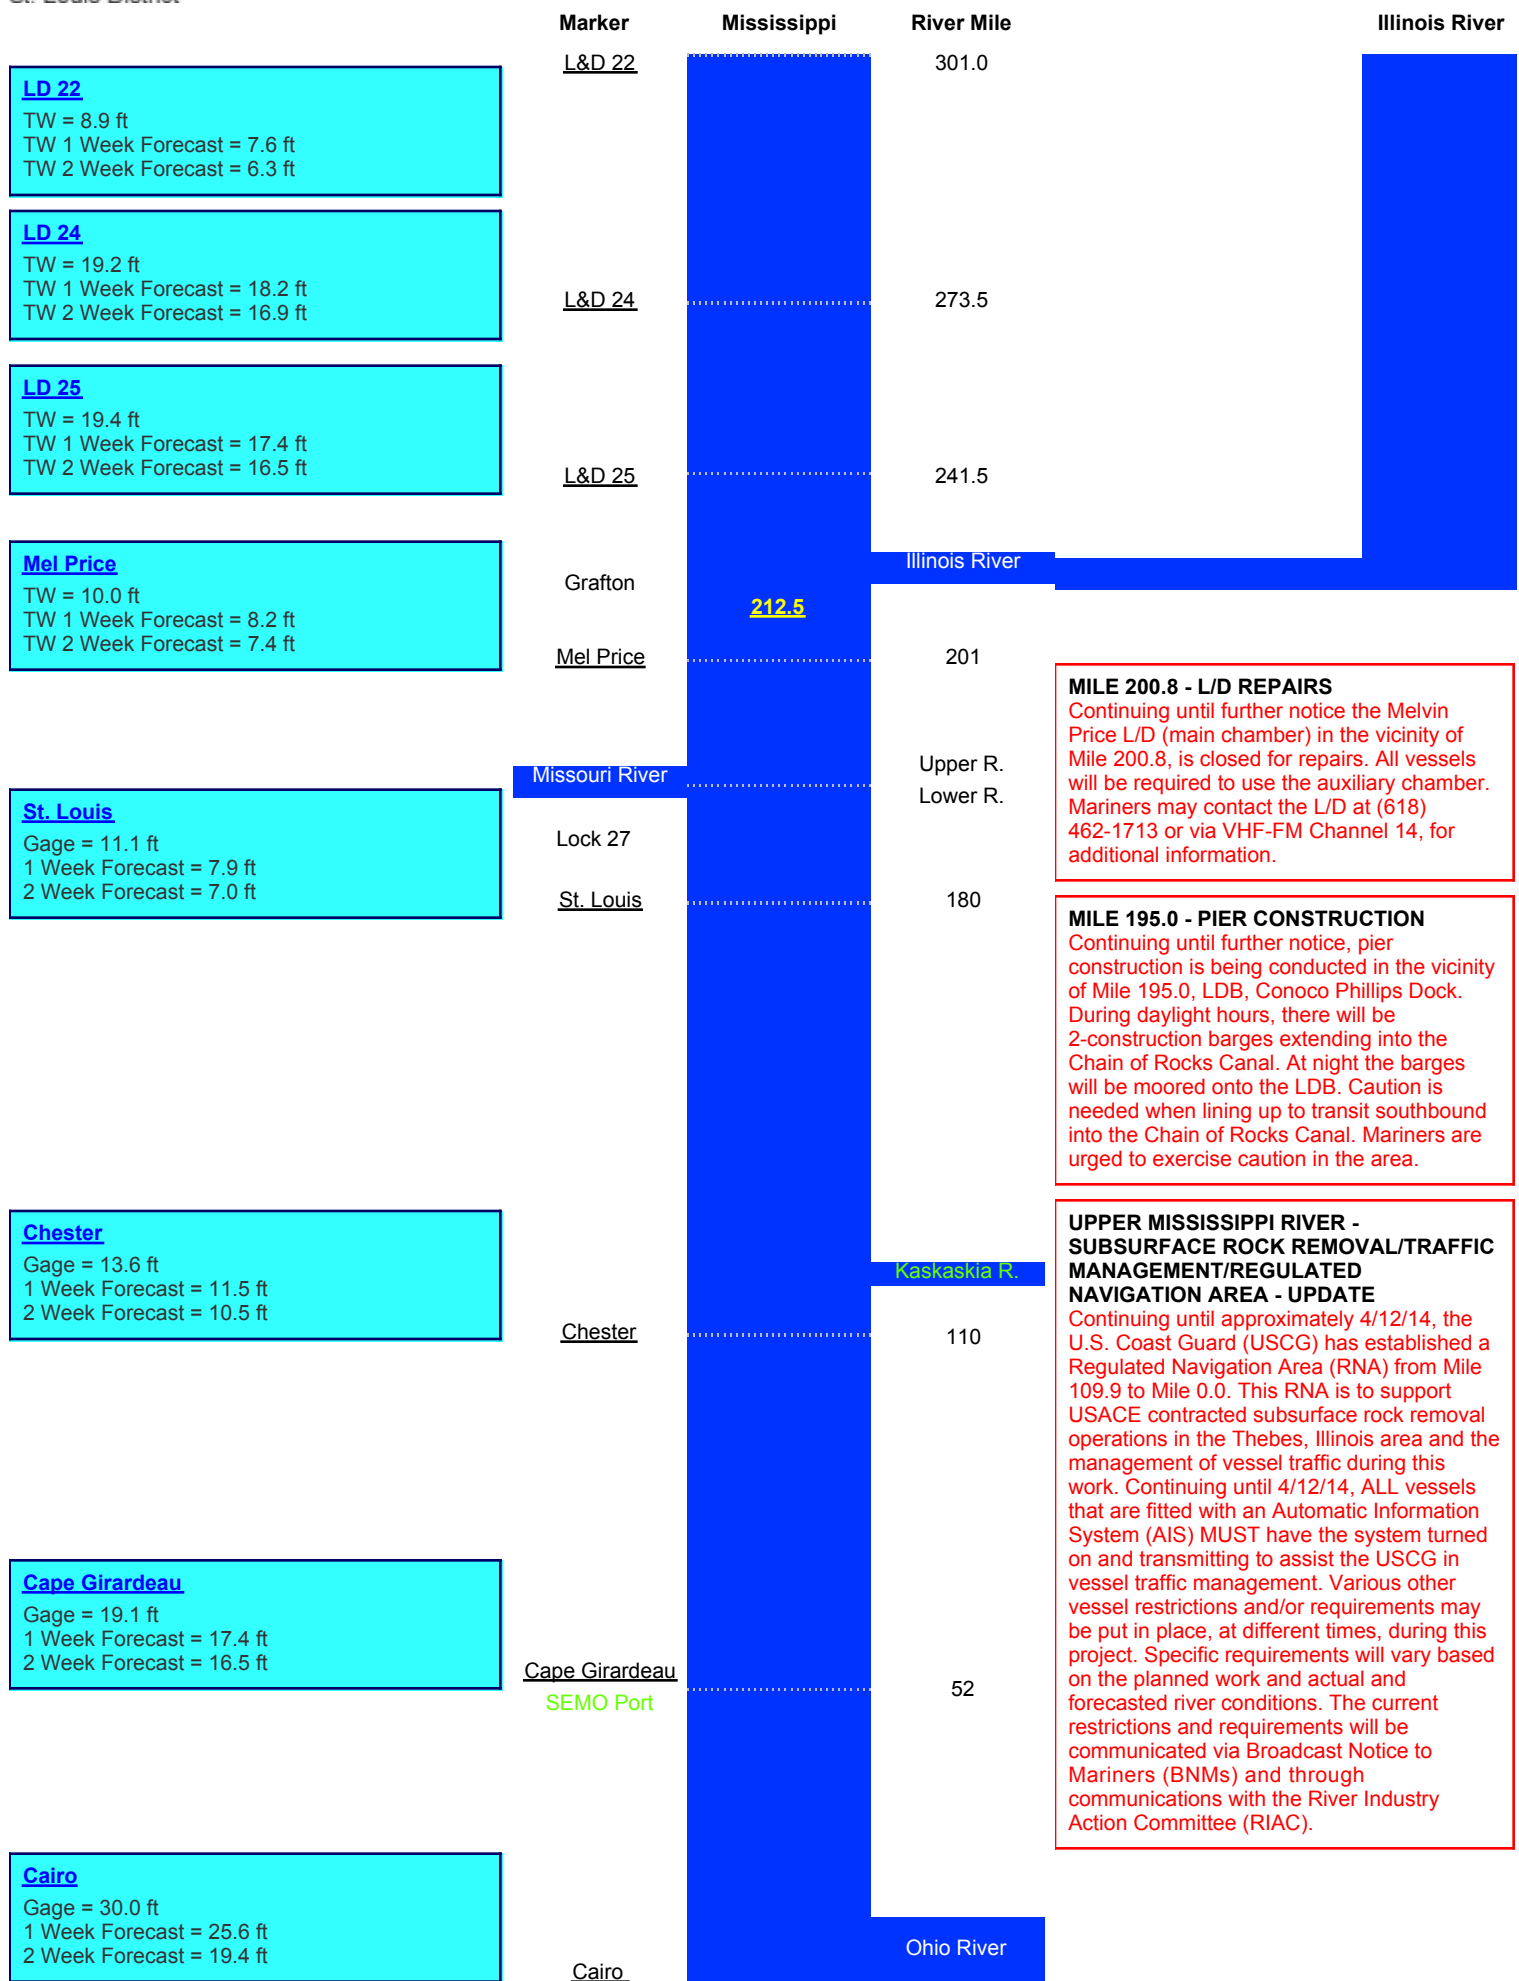 Marker Mississippi River Mile Illinois River
L&D 22 301.0
LD 22
TW = 8.9 ft
TW 1 Week Forecast = 7.6 ft
TW 2 Week Forecast = 6.3 ft
LD 24
TW = 19.2 ft
TW 1 Week Forecast = 18.2 ft
TW 2 Week Forecast = 16.9 ft
L&D 24 273.5
LD 25
TW = 19.4 ft
TW 1 Week Forecast = 17.4 ft
TW 2 Week Forecast = 16.5 ft
L&D 25 241.5
Mel Price
TW = 10.0 ft
TW 1 Week Forecast = 8.2 ft
TW 2 Week Forecast = 7.4 ft
Illinois River
Grafton
212.5
Mel Price 201
Missouri River
Upper R.
Lower R.
St. Louis
Gage = 11.1 ft
1 Week Forecast = 7.9 ft
2 Week Forecast = 7.0 ft
Lock 27
St. Louis 180
MILE 200.8 - L/D REPAIRS
Continuing until further notice the Melvin
Price L/D (main chamber) in the vicinity of
Mile 200.8, is closed for repairs. All vessels
will be required to use the auxiliary chamber.
Mariners may contact the L/D at (618)
462-1713 or via VHF-FM Channel 14, for
additional information.
MILE 195.0 - PIER CONSTRUCTION
Continuing until further notice, pier
construction is being conducted in the vicinity
of Mile 195.0, LDB, Conoco Phillips Dock.
During daylight hours, there will be
2-construction barges extending into the
Chain of Rocks Canal. At night the barges
will be moored onto the LDB. Caution is
needed when lining up to transit southbound
into the Chain of Rocks Canal. Mariners are
urged to exercise caution in the area.
Chester
Gage = 13.6 ft
1 Week Forecast = 11.5 ft
2 Week Forecast = 10.5 ft
Kaskaskia R.
Chester 110
UPPER MISSISSIPPI RIVER -
SUBSURFACE ROCK REMOVAL/TRAFFIC
MANAGEMENT/REGULATED
NAVIGATION AREA - UPDATE
Continuing until approximately 4/12/14, the
U.S. Coast Guard (USCG) has established a
Regulated Navigation Area (RNA) from Mile
109.9 to Mile 0.0. This RNA is to support
USACE contracted subsurface rock removal
operations in the Thebes, Illinois area and the
management of vessel traffic during this
work. Continuing until 4/12/14, ALL vessels
that are fitted with an Automatic Information
System (AIS) MUST have the system turned
on and transmitting to assist the USCG in
vessel traffic management. Various other
vessel restrictions and/or requirements may
be put in place, at different times, during this
project. Specific requirements will vary based
on the planned work and actual and
forecasted river conditions. The current
restrictions and requirements will be
communicated via Broadcast Notice to
Mariners (BNMs) and through
communications with the River Industry
Action Committee (RIAC).
Cape Girardeau
Gage = 19.1 ft
1 Week Forecast = 17.4 ft
2 Week Forecast = 16.5 ft
Cape Girardeau
SEMO Port
52
Cairo
Gage = 30.0 ft
1 Week Forecast = 25.6 ft
2 Week Forecast = 19.4 ft
Ohio River
Cairo